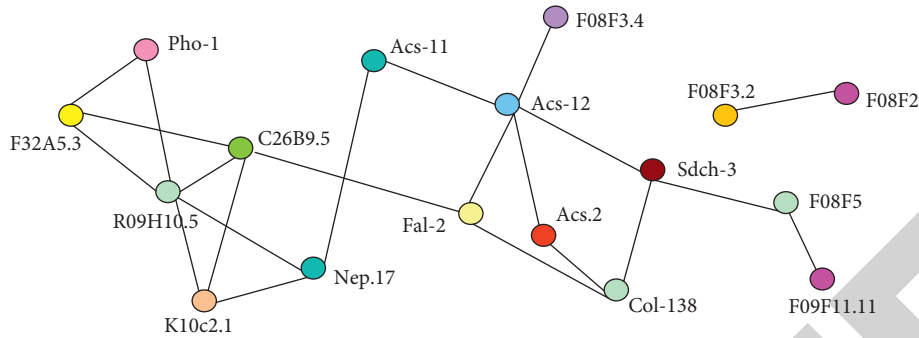 F08F3.4
Pho-1
Acs-11
F08F3.2
F08F2
Acs-12
F32A5.3
C26B9.5
Sdch-3
R09H10.5
Fal-2
Acs.2
F08F5
Nep.17
Col-138
F09F11.11
K10c2.1